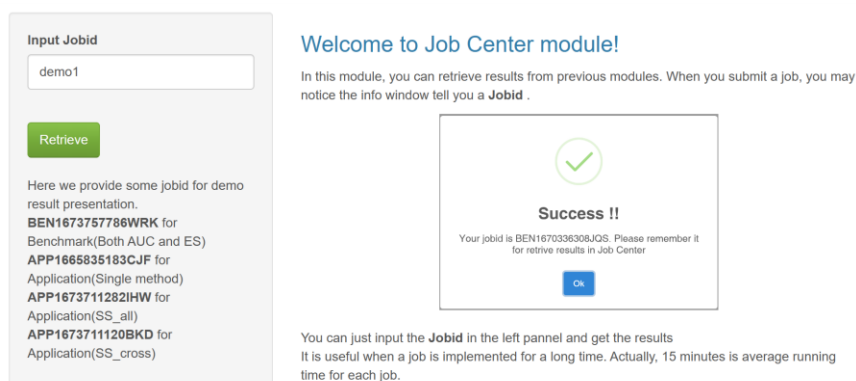 Input Jobid
demo1
Retrieve
Here we provide some jobid for demo
result presentation.
BEN1673757786WRK for
Benchmark(Both AUC and ES)
APP1665835183CJF for
Application(Single method)
APP1673711282IHW for
Application(SS_all)
APP1673711120BKD for
Application(SS_cross)
Welcome to Job Center module!
In this module, you can retrieve results from previous modules. When you submit a job, you may
notice the info window tell you a Jobid .
Success !!
Your jobid is BEN1670336308JQS. Please remember it
for retrive results in Job Center
Ok
You can just input the Jobid in the left pannel and get the results
It is useful when a job is implemented for a long time. Actually, 15 minutes is average running
time for each job.